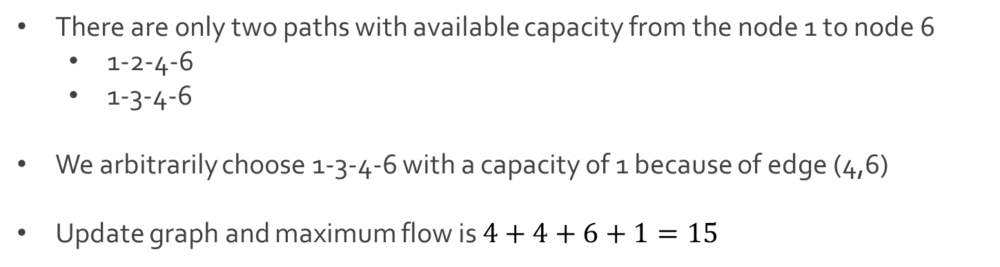 • There are only two paths with available capacity from the node 1 to node 6
• 1-2-4-6
• 1-3-4-6
• We arbitrarily choose 1-3-4-6 with a capacity of 1 because of edge (4,6)
• Update graph and maximum flow is 4 + 4 + 6 + 1 = 15